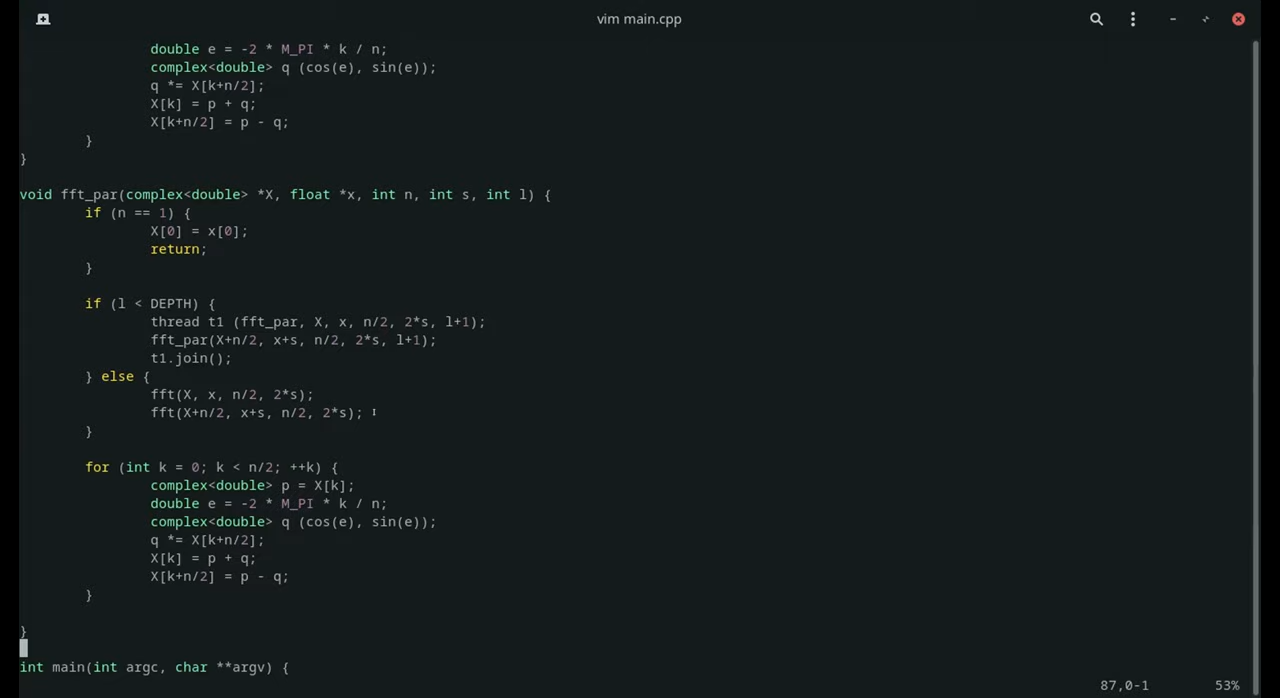 vim main.cpp
double e = -2 * M_PI * k / n;
complex<double> q (cos(e), sin(e));
q *= X[k+n/2];
X[k] = p + q;
X[k+n/2] = p - q;
}
}
void fft_par(complex<double> *X, float *x, int n, int s, int l) {
if (n == 1) {
X[0] = x[0];
return;
}
if (l < DEPTH) {
thread t1 (fft_par, X, x, n/2, 2*s, l+1);
fft_par(X+n/2, x+s, n/2, 2*s, l+1);
t1.join();
} else {
fft(X, x, n/2, 2*s);
fft(X+n/2, x+s, n/2, 2*s);
}
for (int k = 0; k < n/2; ++k) {
complex<double> p = X[k];
double e = -2 * M_PI * k / n;
complex<double> q (cos(e), sin(e));
q *= X[k+n/2];
X[k] = p + q;
X[k+n/2] = p - q;
}
}
int main(int argc, char **argv) {
87,0-1 53%